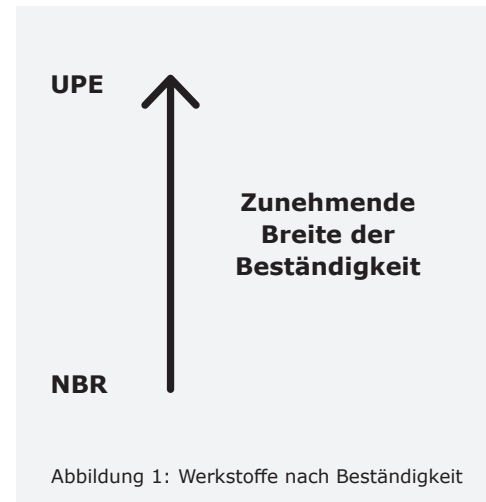 UPE
Zunehmende
Breite der
Beständigkeit
NBR
Abbildung 1: Werkstoffe nach Beständigkeit